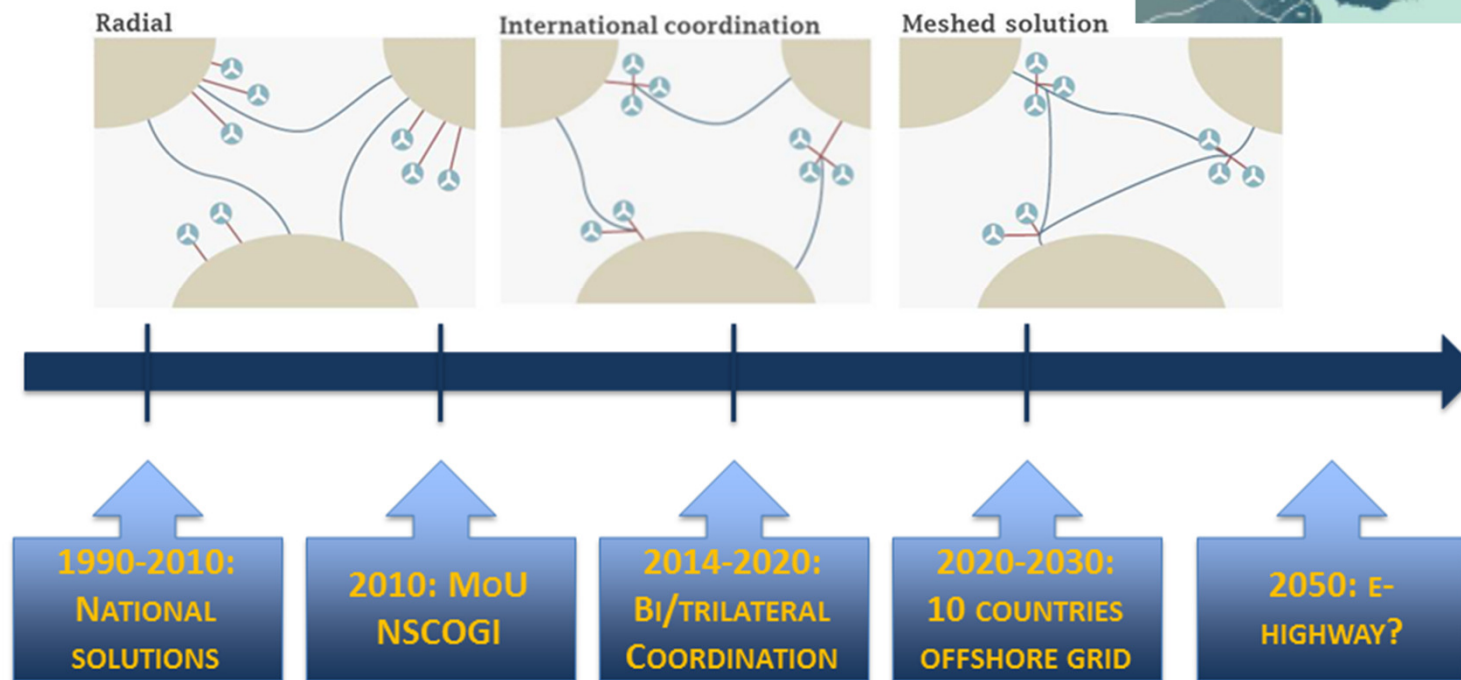 Radial
International coordination
Meshed solution
1990-2010:
NATIONAL
SOLUTIONS
2010: MOU
NSCOGI
2014-2020:
BI/TRILATERAL
COORDINATION
2020-2030:
10 COUNTRIES
OFFSHORE GRID
2050: E-
HIGHWAY?